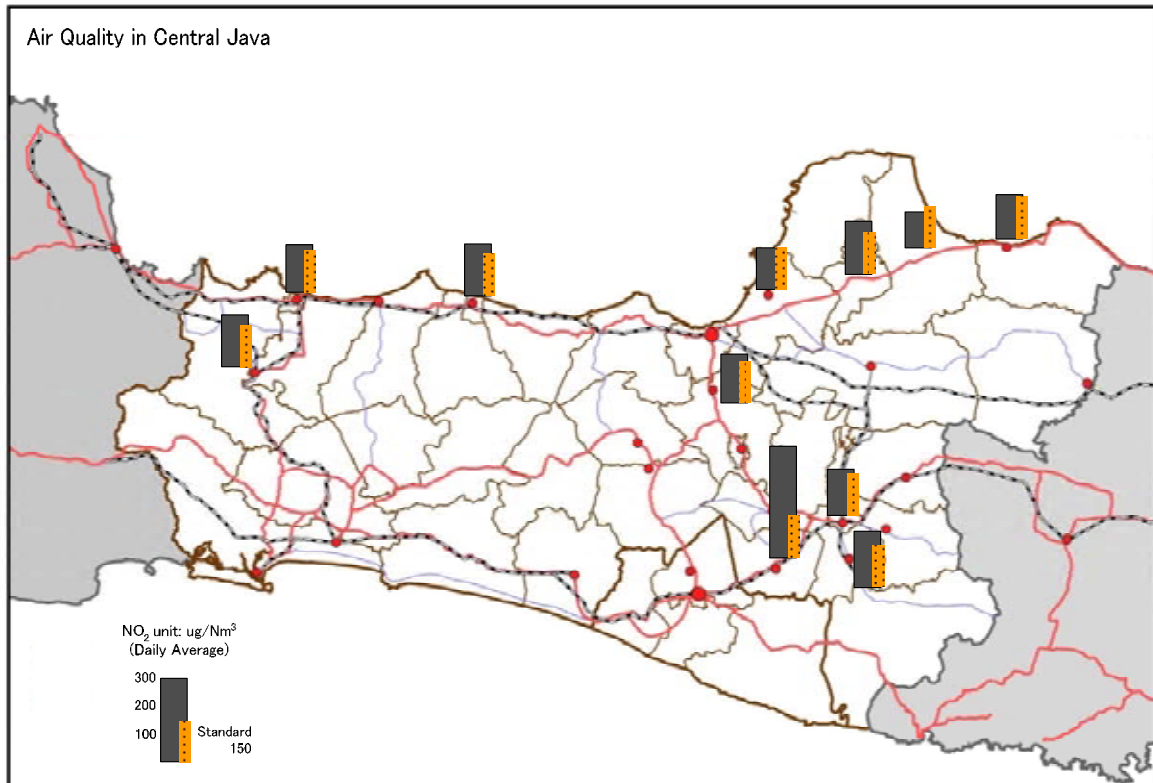 Air Quality in Central Java
NO₂ unit: ug/Nm³
(Daily Average)
300
200
100
Standard
150